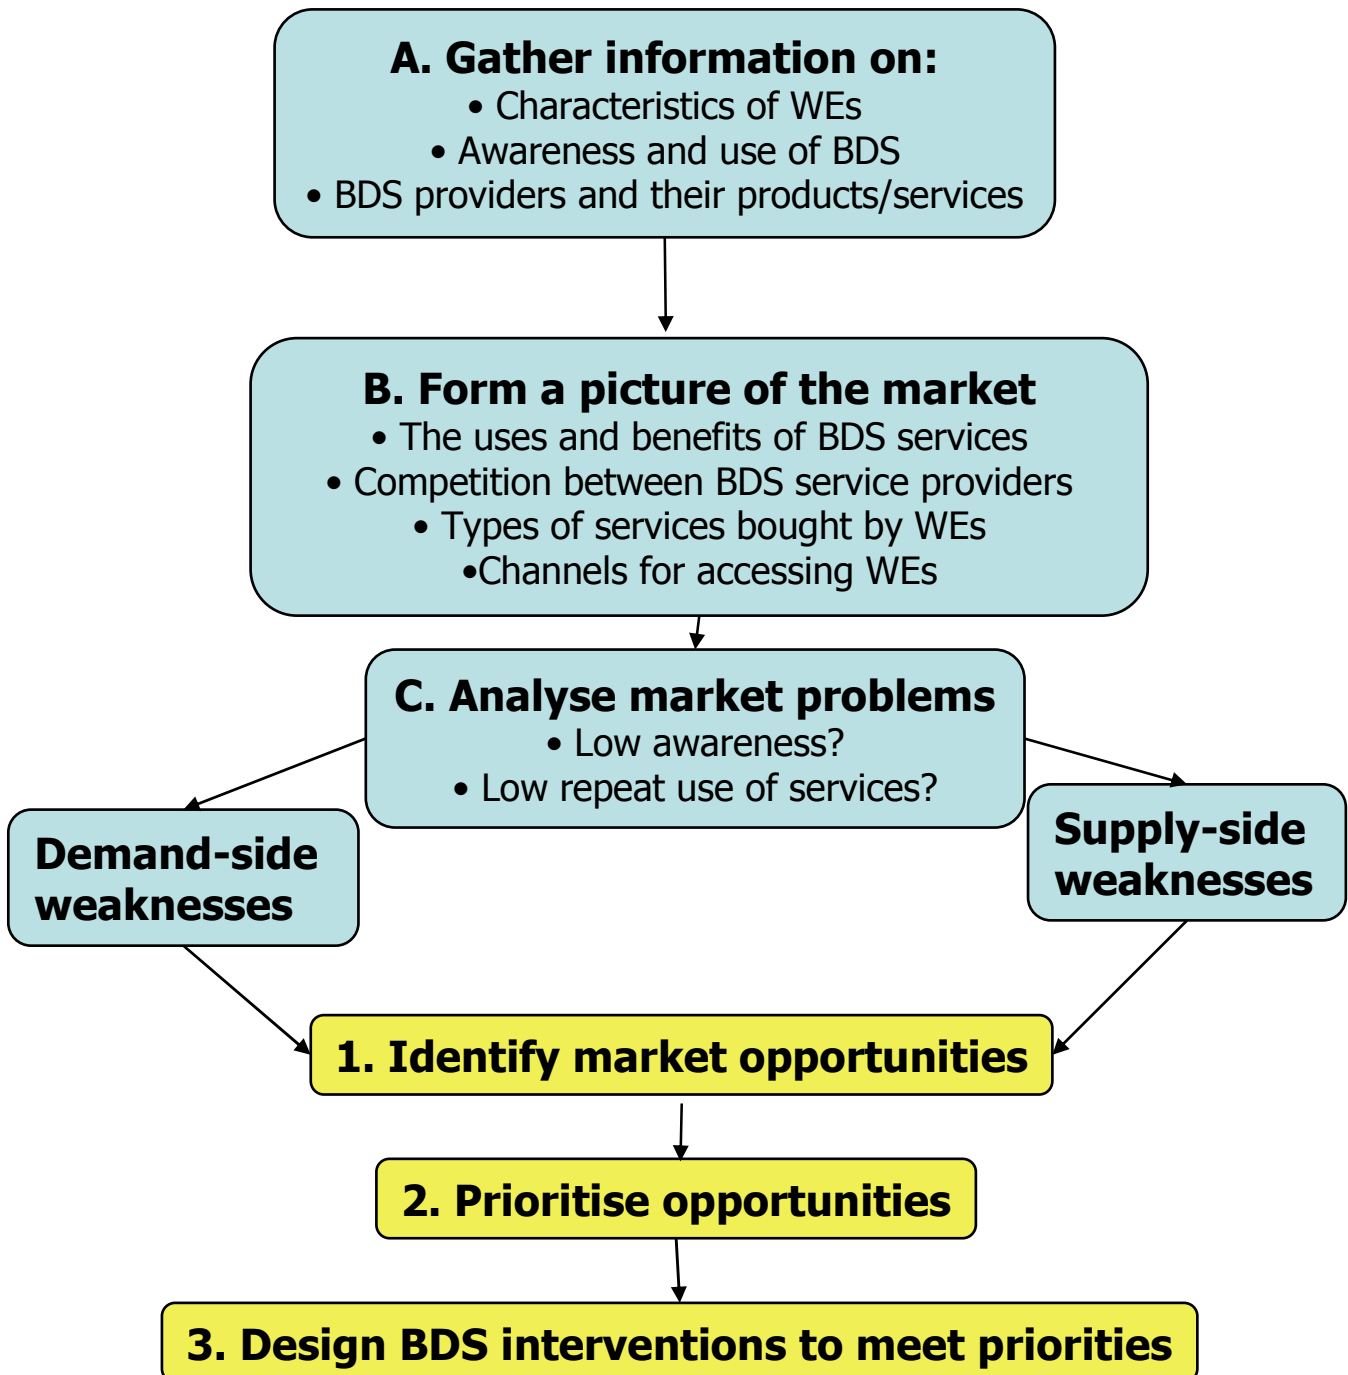 A. Gather information on:
• Characteristics of WEs
• Awareness and use of BDS
• BDS providers and their products/services
B. Form a picture of the market
• The uses and benefits of BDS services
• Competition between BDS service providers
• Types of services bought by WEs
•Channels for accessing WEs
C. Analyse market problems
• Low awareness?
• Low repeat use of services?
Demand-side
weaknesses
Supply-side
weaknesses
1. Identify market opportunities
2. Prioritise opportunities
3. Design BDS interventions to meet priorities